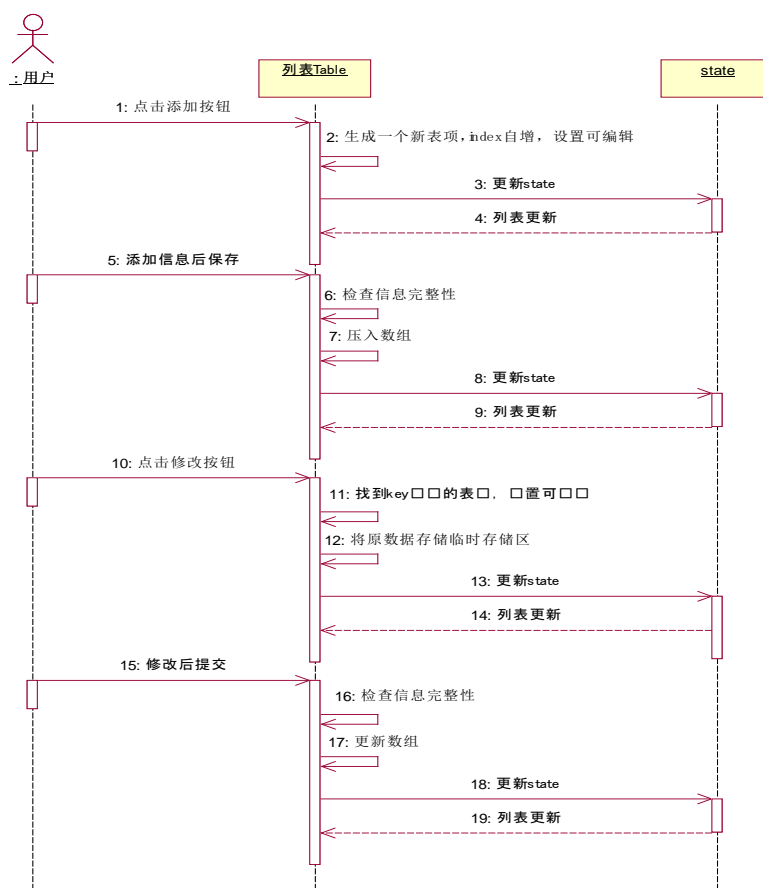 : 用户
列表Table
state
1: 点击添加按钮
2: 生成一个新表项,index自增，设置可编辑
3: 更新state
4: 列表更新
5: 添加信息后保存
6: 检查信息完整性
7: 压入数组
8: 更新state
9: 列表更新
10: 点击修改按钮
11: 找到key□□的表□，□置可□□
12: 将原数据存储临时存储区
13: 更新state
14: 列表更新
15: 修改后提交
16: 检查信息完整性
17: 更新数组
18: 更新state
19: 列表更新